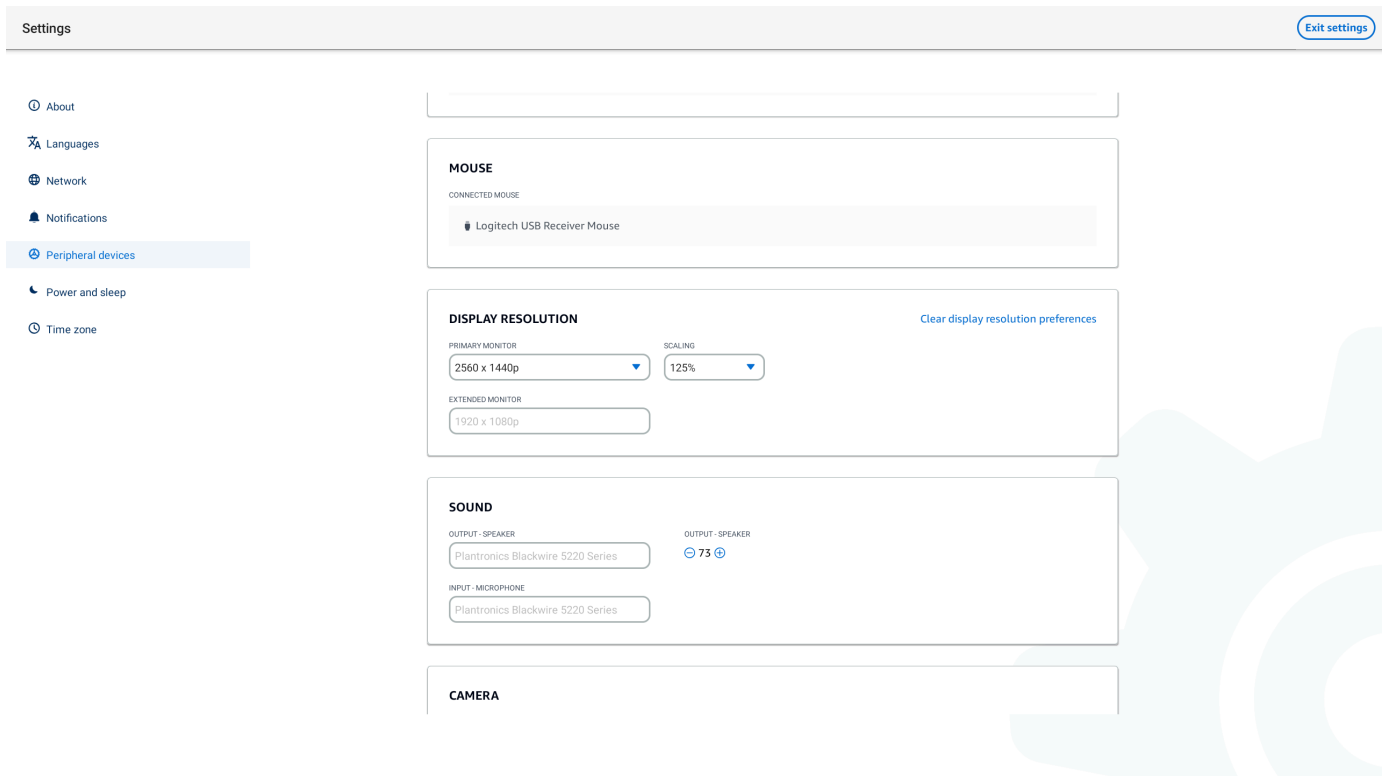 Settings
Exit settings
About
Languages
Network
Notifications
Peripheral devices
Power and sleep
Time zone
MOUSE
CONNECTED MOUSE
Logitech USB Receiver Mouse
DISPLAY RESOLUTION
Clear display resolution preferences
PRIMARY MONITOR
SCALING
2560 x 1440p
125%
EXTENDED MONITOR
1920 x 1080p
SOUND
OUTPUT - SPEAKER
OUTPUT - SPEAKER
Plantronics Blackwire 5220 Series
73
INPUT - MICROPHONE
Plantronics Blackwire 5220 Series
CAMERA